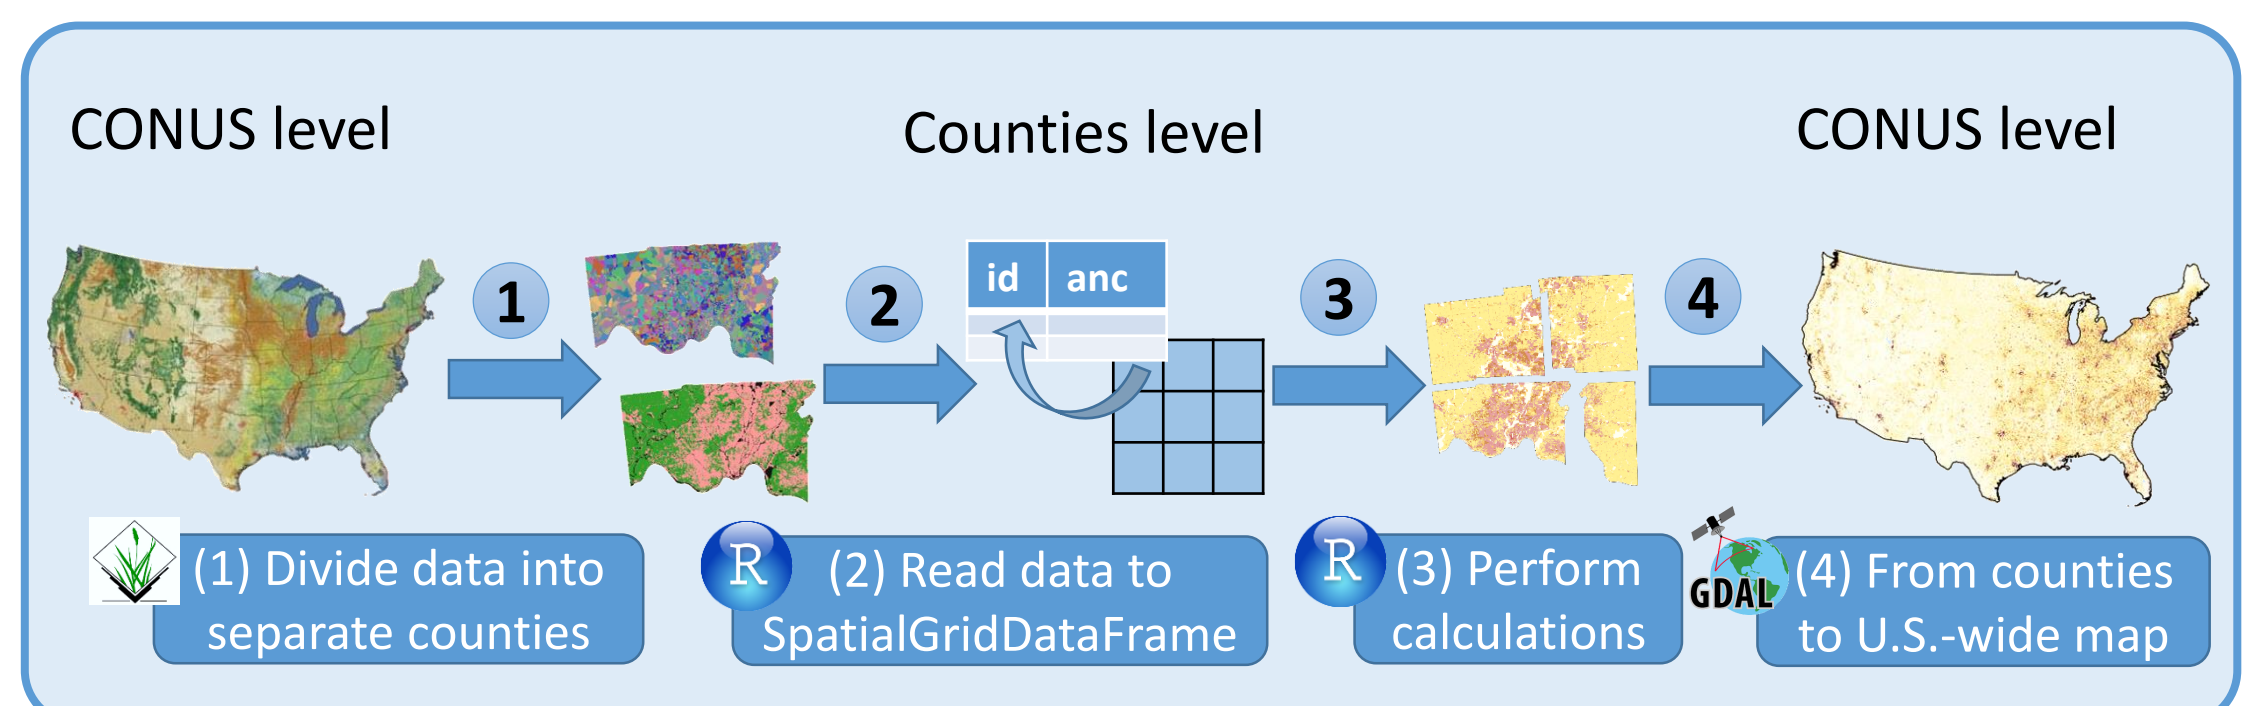 CONUS level
Counties level
CONUS level
1
2
id anc
3
4
R
(1) Divide data into
separate counties
R
(2) Read data to
SpatialGridDataFrame
(3) Perform
calculations
GDAL
(4) From counties
to U.S.-wide map